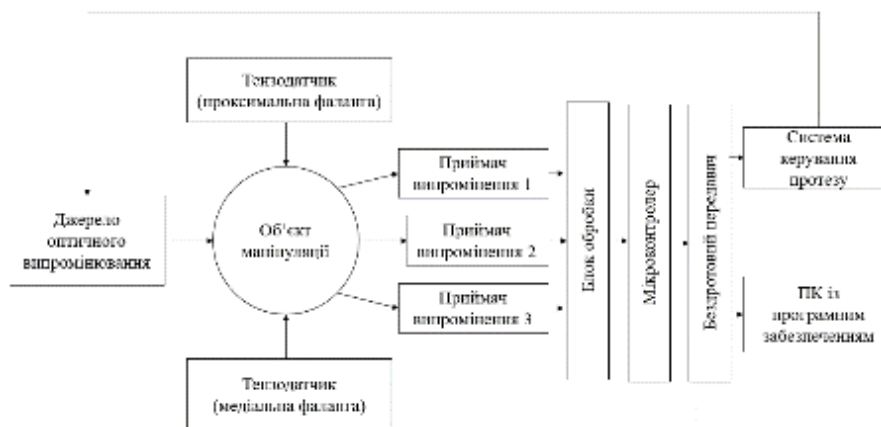 Тензодатчик
(проксимальна фаланга)
Джерело
оптичного
випромінювання
Об'єкт
маніпуляції
Приймач
випромінення 1
Приймач
випромінення 2
Приймач
випромінення 3
Блок обробки
Мікроконтролер
Бездротовий передавач
Система
керування
протезу
ПК із
програмним
забезпеченням
Тензодатчик
(медіальна фаланга)